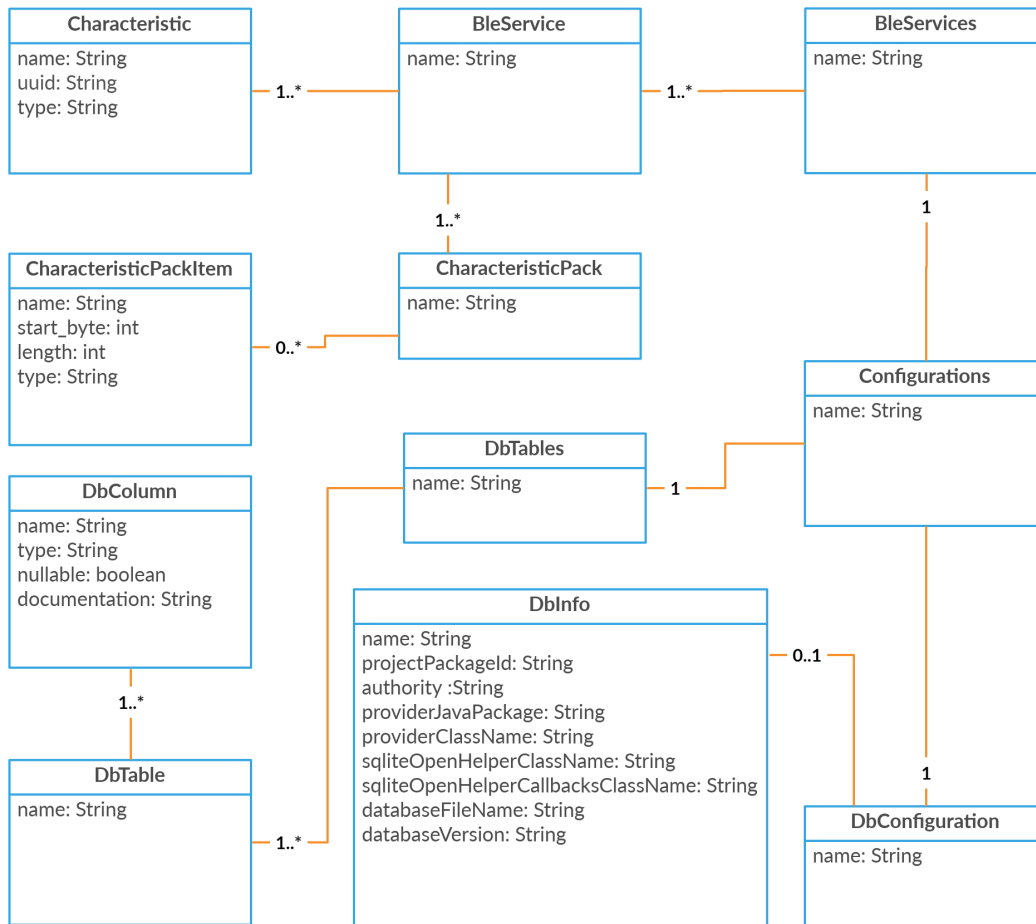 Characteristic
name: String
uuid: String
type: String
1..*
BleService
name: String
1..*
BleServices
name: String
1..*
1
CharacteristicPackItem
name: String
start_byte: int
length: int
type: String
0..*
CharacteristicPack
name: String
Configurations
name: String
DbTables
name: String
1
DbColumn
name: String
type: String
nullable: boolean
documentation: String
1..*
DbInfo
name: String
projectPackageId: String
authority :String
providerJavaPackage: String
providerClassName: String
sqliteOpenHelperClassName: String
sqliteOpenHelperCallbacksClassName: String
databaseFileName: String
databaseVersion: String
0..1
DbTable
name: String
1..*
1
DbConfiguration
name: String